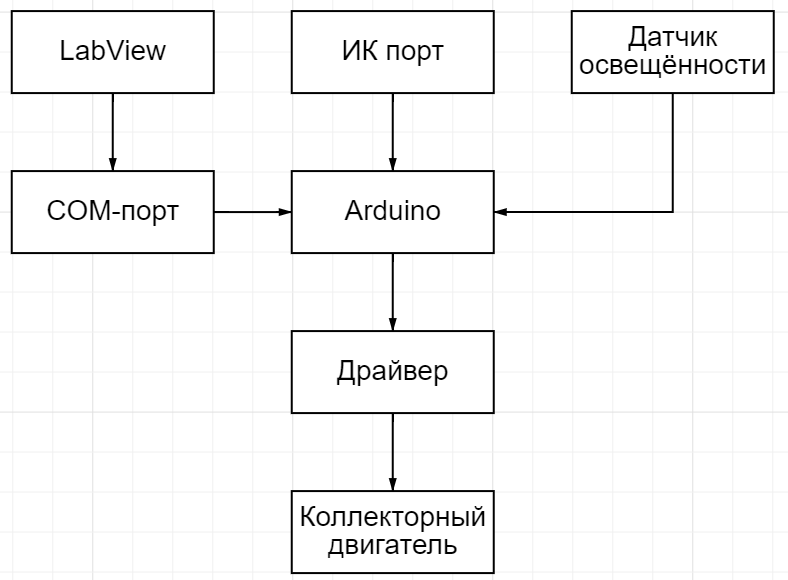 LabView
ИК порт
Датчик
освещённости
COM-порт
Arduino
Драйвер
Коллекторный
двигатель